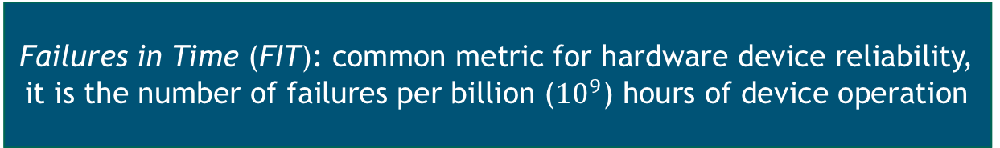 Failures in Time (FIT): common metric for hardware device reliability,
it is the number of failures per billion (10⁹) hours of device operation